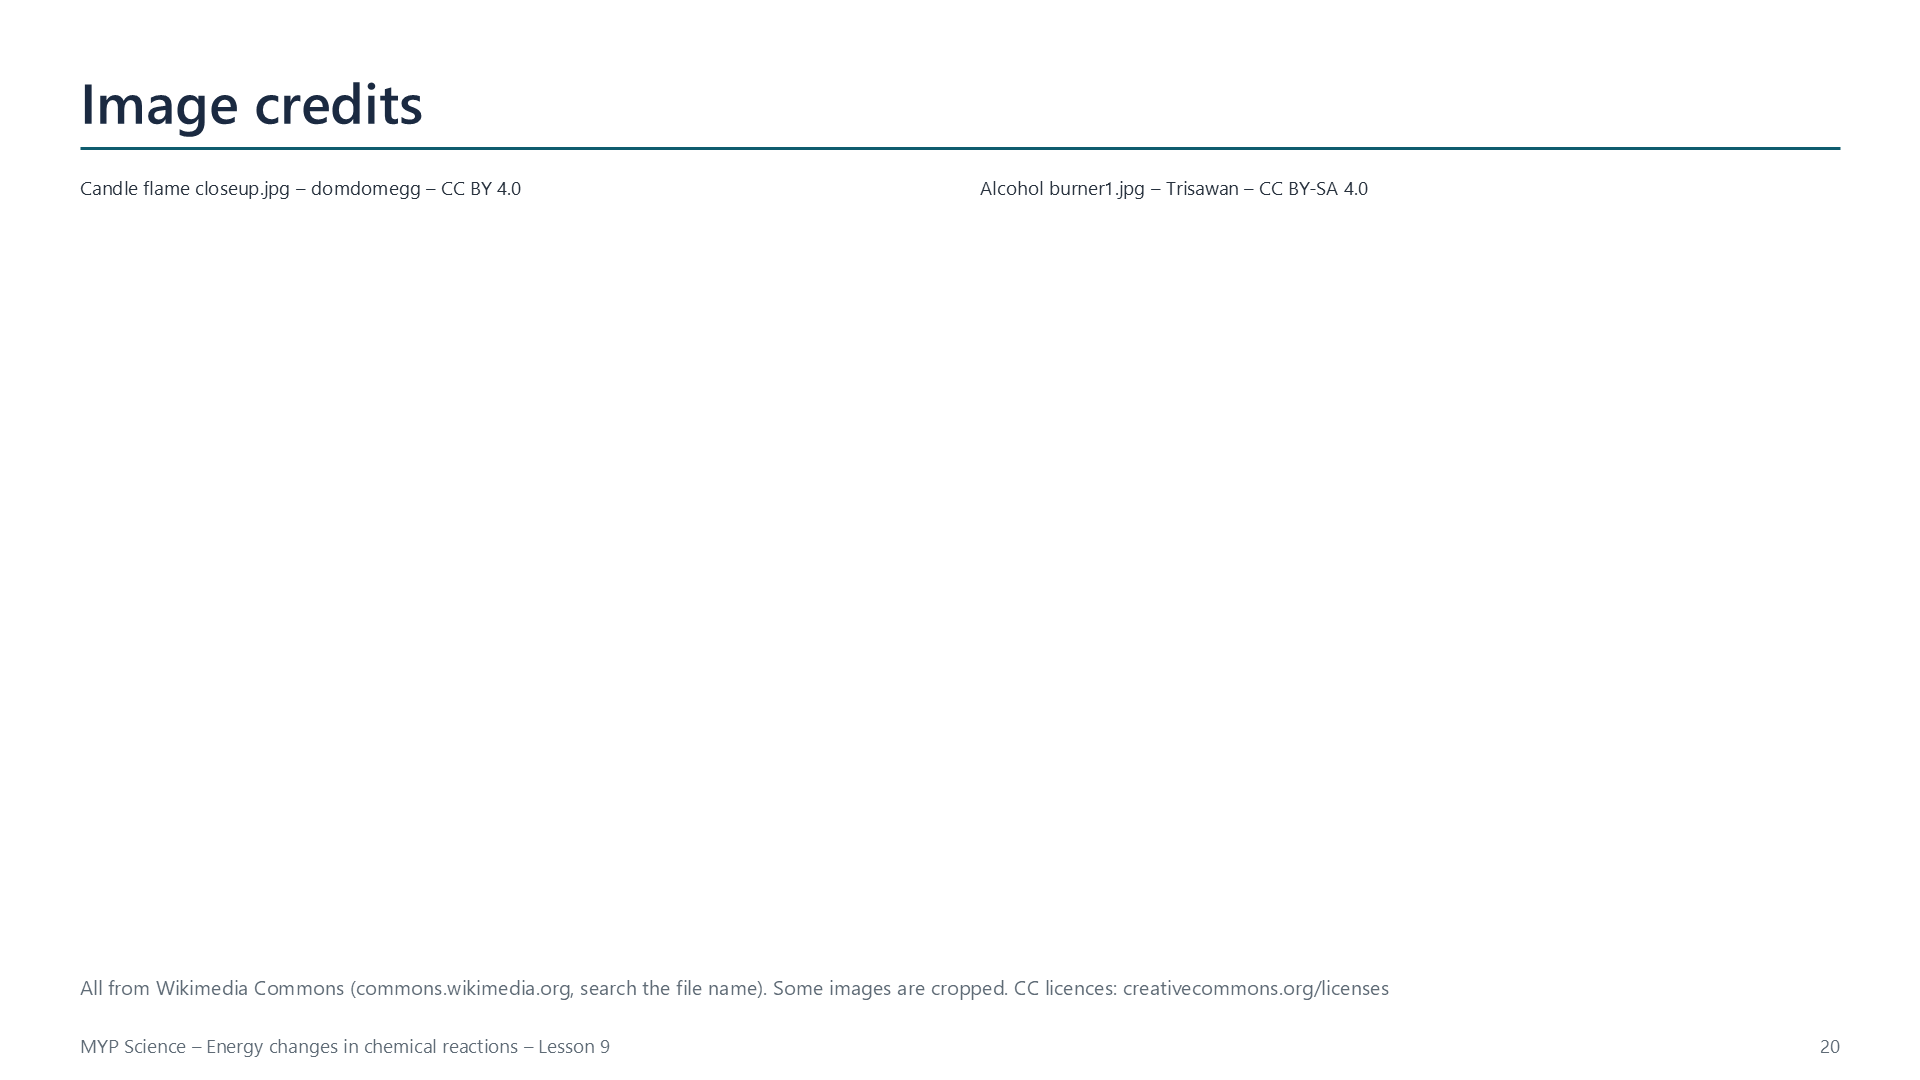 Image credits
Candle flame closeup.jpg – domdomegg – CC BY 4.0
Alcohol burner1.jpg – Trisawan – CC BY-SA 4.0
All from Wikimedia Commons (commons.wikimedia.org, search the file name). Some images are cropped. CC licences: creativecommons.org/licenses
MYP Science – Energy changes in chemical reactions – Lesson 9
20